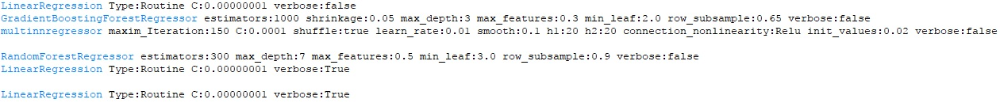 LinearRegression Type:Routine C:0.00000001 verbose:false
GradientBoostingForestRegressor estimators:1000 shrinkage:0.05 max_depth:3 max_features:0.3 min_leaf:2.0 row_subsample:0.65 verbose:false
multinnregressor maxim_Iteration:150 C:0.0001 shuffle:true learn_rate:0.01 smooth:0.1 h1:20 h2:20 connection_nonlinearity:Relu init_values:0.02 verbose:false
RandomForestRegressor estimators:300 max_depth:7 max_features:0.5 min_leaf:3.0 row_subsample:0.9 verbose:false
LinearRegression Type:Routine C:0.00000001 verbose:True
LinearRegression Type:Routine C:0.00000001 verbose:True